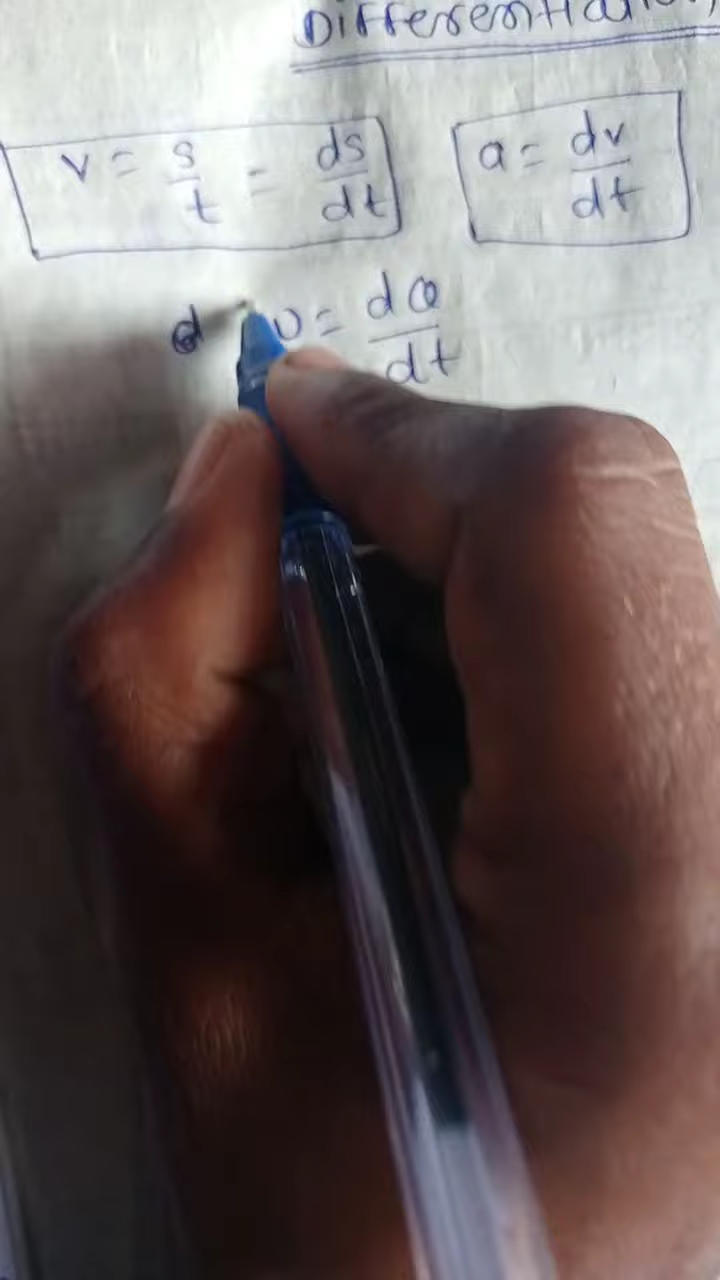 Differentiation
v = s/t = ds/dt   a = dv/dt
d   ω = dθ/dt